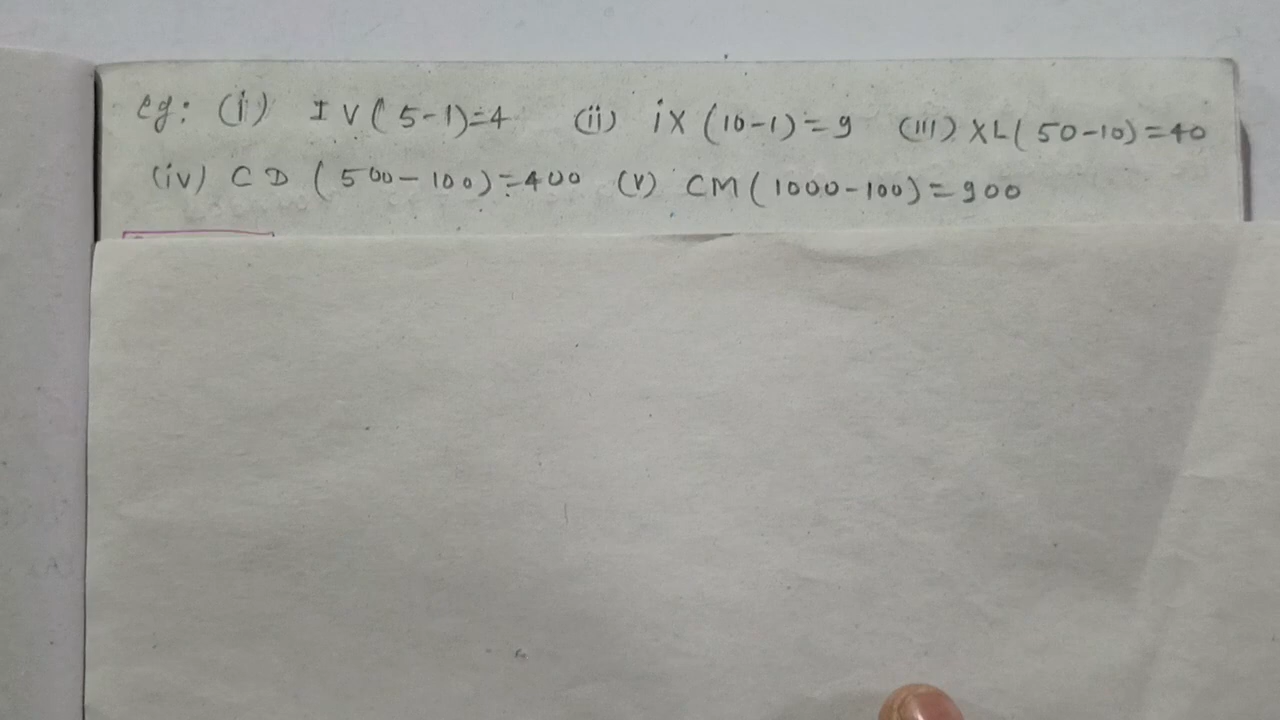 eg: (i) IV (5-1)=4 (ii) iX (10-1)=9 (iii) XL (50-10)=40
(iv) CD (500-100)=400 (v) CM (1000-100)=900